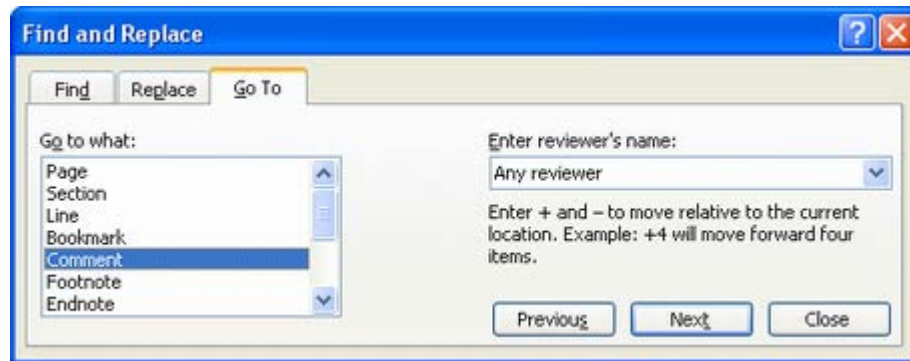 Find and Replace
Find Replace Go To
Go to what:
Page
Section
Line
Bookmark
Comment
Footnote
Endnote
Enter reviewer's name:
Any reviewer
Enter + and – to move relative to the current
location. Example: +4 will move forward four
items.
Previous Next Close